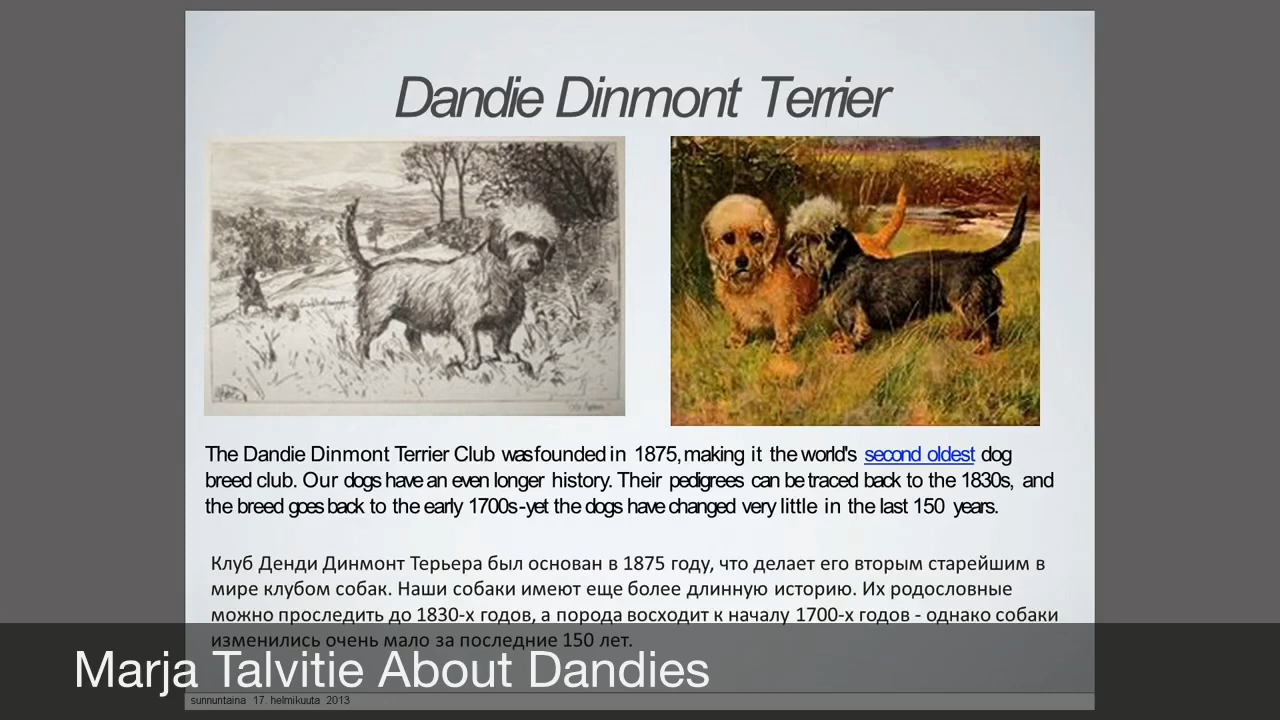 Dandie Dinmont Terrier
The Dandie Dinmont Terrier Club was founded in 1875, making it the world's second oldest dog
breed club. Our dogs have an even longer history. Their pedigrees can be traced back to the 1830s, and
the breed goes back to the early 1700s - yet the dogs have changed very little in the last 150 years.
Клуб Денди Динмонт Терьера был основан в 1875 году, что делает его вторым старейшим в
мире клубом собак. Наши собаки имеют еще более длинную историю. Их родословные
можно проследить до 1830-х годов, а порода восходит к началу 1700-х годов - однако собаки
изменились очень мало за последние 150 лет.
Marja Talvitie About Dandies
sunnuntaina 17. helmikuuta 2013